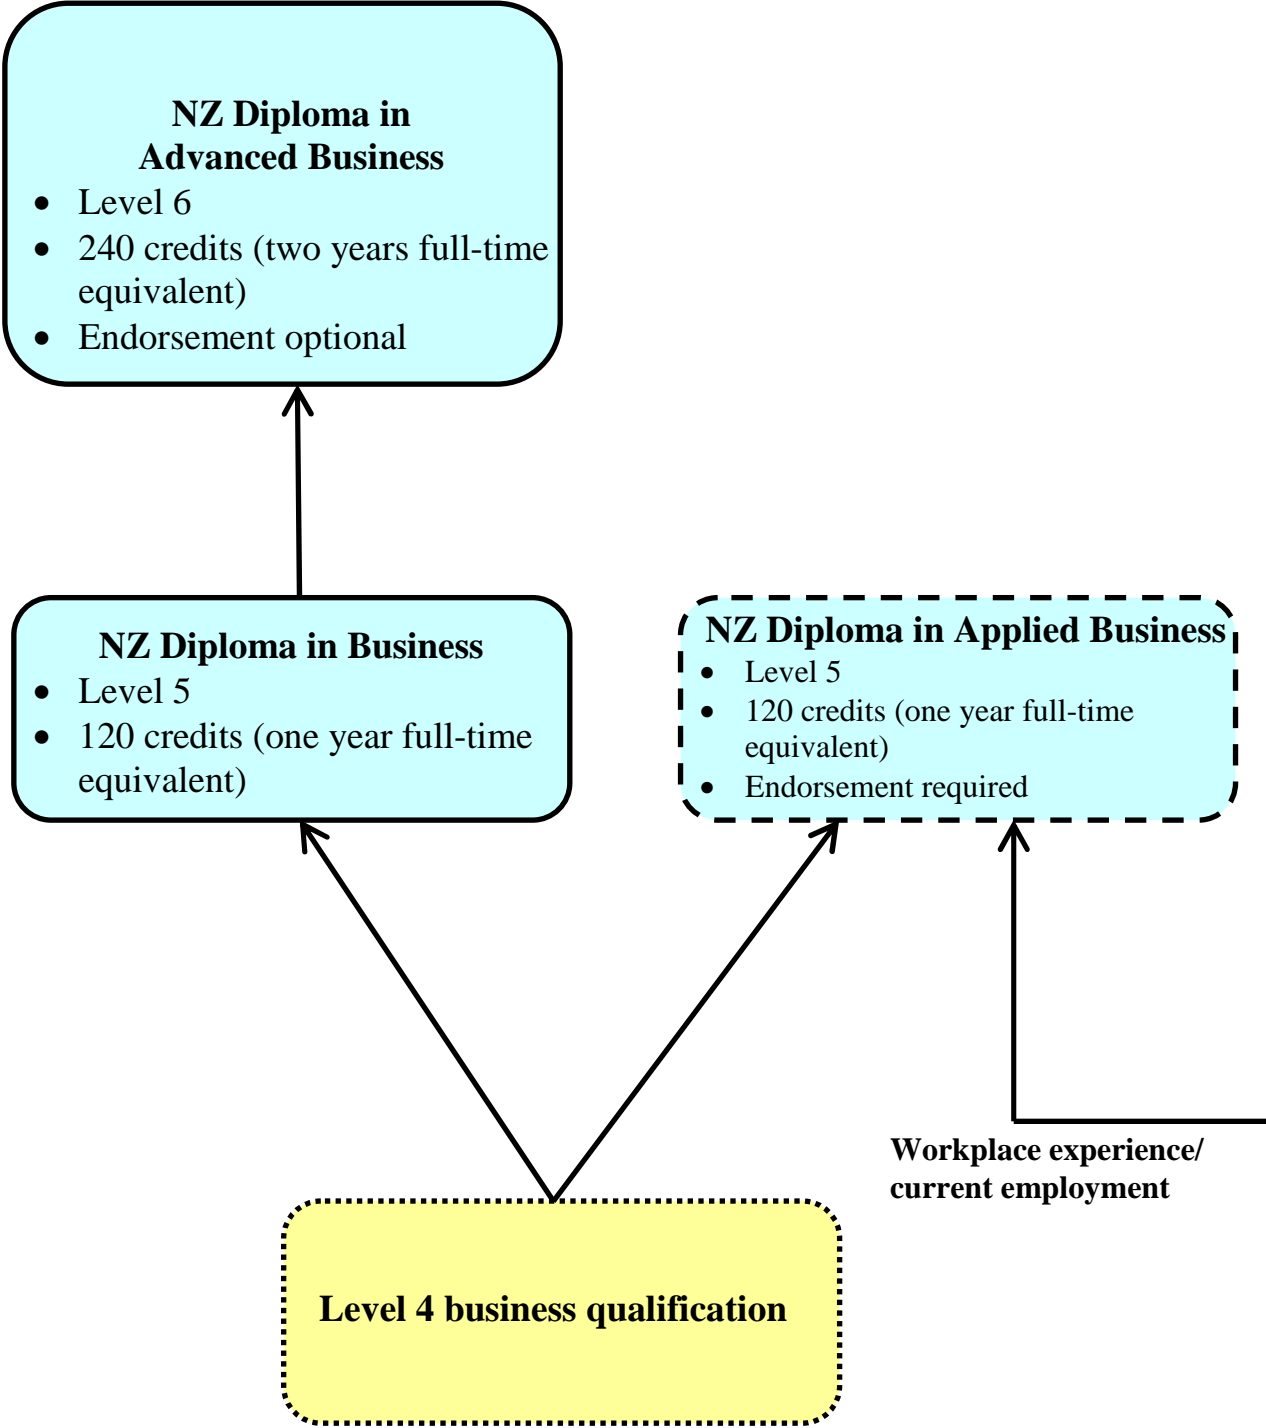 NZ Diploma in
Advanced Business
• Level 6
• 240 credits (two years full-time
equivalent)
• Endorsement optional
NZ Diploma in Business
• Level 5
• 120 credits (one year full-time
equivalent)
NZ Diploma in Applied Business
• Level 5
• 120 credits (one year full-time
equivalent)
• Endorsement required
Workplace experience/
current employment
Level 4 business qualification